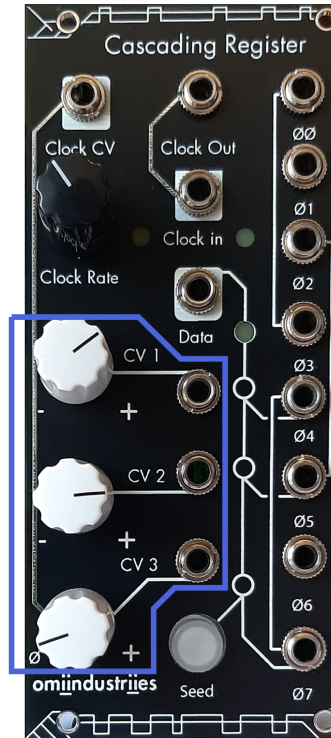 Cascading Register
ØØ
Clock CV
Clock Out
Ø1
Clock in
Clock Rate
Ø2
Data
Ø3
CV 1
- +
Ø4
CV 2
Ø5
- +
CV 3
Ø6
Ø +
omiindustriies
Seed
Ø7